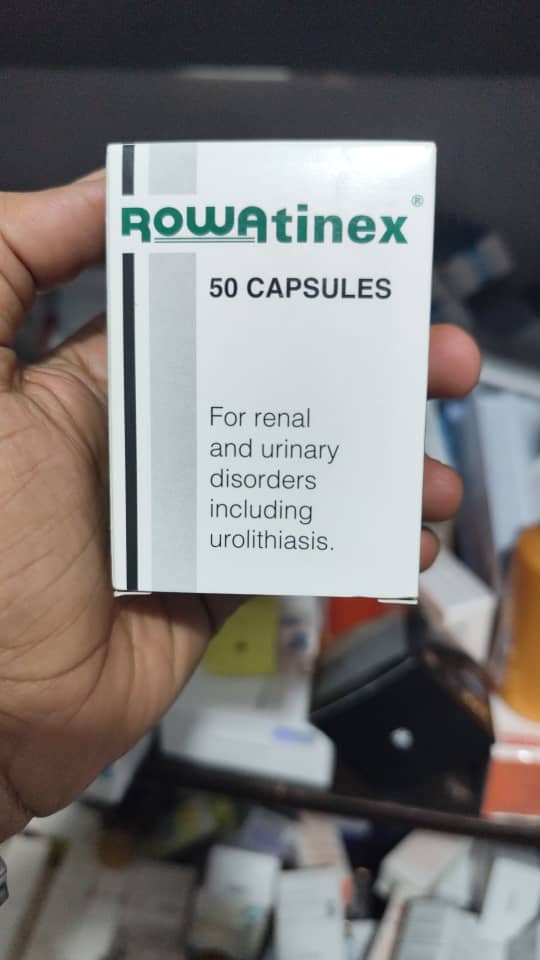 ROWAtinex®
50 CAPSULES
For renal
and urinary
disorders
including
urolithiasis.